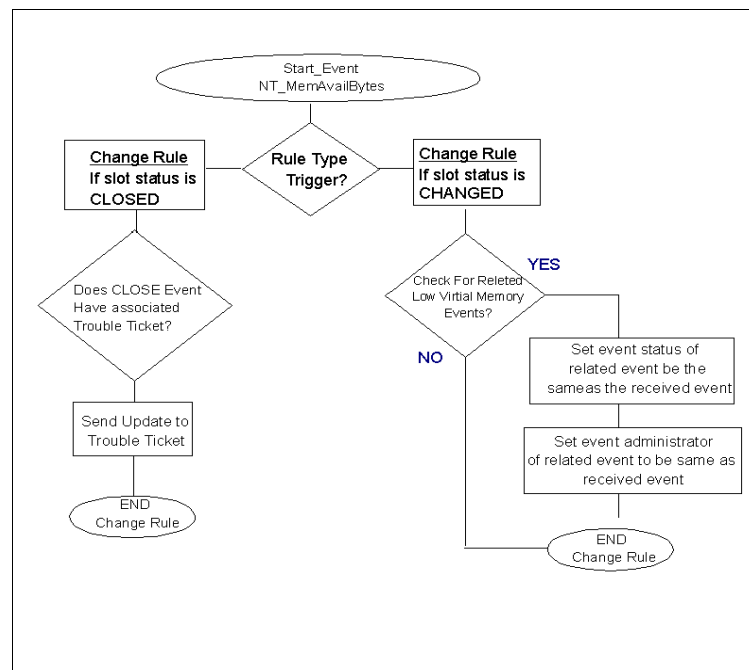 Start_Event
NT_MemAvailBytes
Rule Type
Trigger?
Change Rule
If slot status is
CLOSED
Change Rule
If slot status is
CHANGED
Does CLOSE Event
Have associated
Trouble Ticket?
Send Update to
Trouble Ticket
END
Change Rule
Check For Releted
Low Virtial Memory
Events?
YES
NO
Set event status of
related event be the
sameas the received event
Set event administrator
of related event to be same as
received event
END
Change Rule